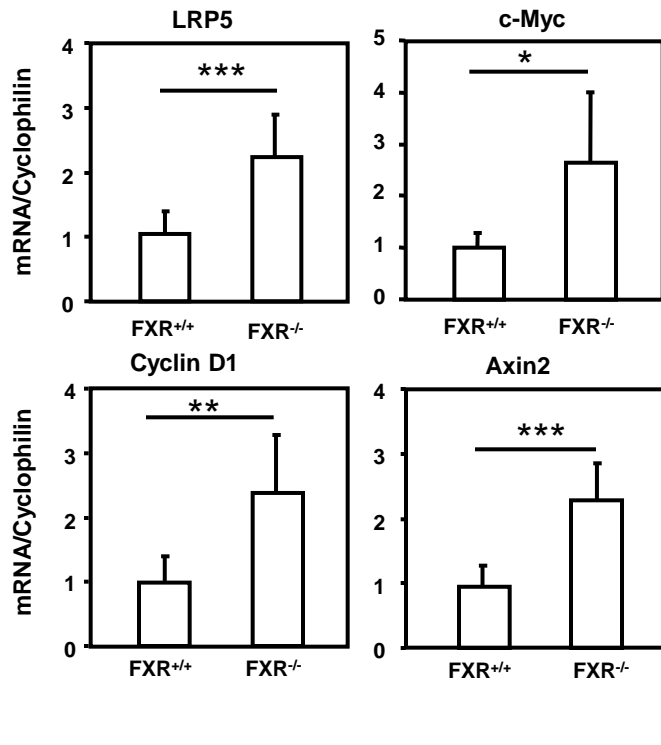 LRP5
c-Myc
mRNA/Cyclophilin
4
3
2
1
0
***
FXR+/+
FXR-/-
5
4
3
2
1
0
*
FXR+/+
FXR-/-
Cyclin D1
Axin2
mRNA/Cyclophilin
4
3
2
1
0
**
FXR+/+
FXR-/-
4
3
2
1
0
***
FXR+/+
FXR-/-